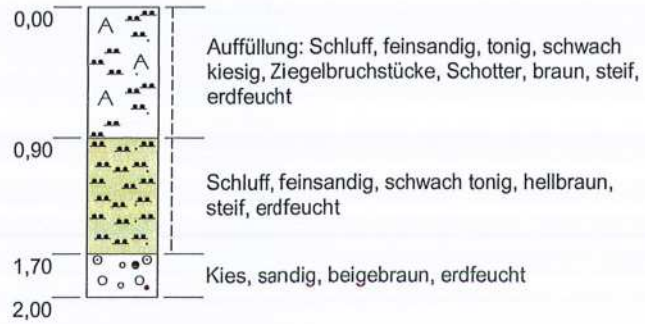 0,00
Auffüllung: Schluff, feinsandig, tonig, schwach
kiesig, Ziegelbruchstücke, Schotter, braun, steif,
erdfeucht
0,90
Schluff, feinsandig, schwach tonig, hellbraun,
steif, erdfeucht
1,70
Kies, sandig, beigebraun, erdfeucht
2,00